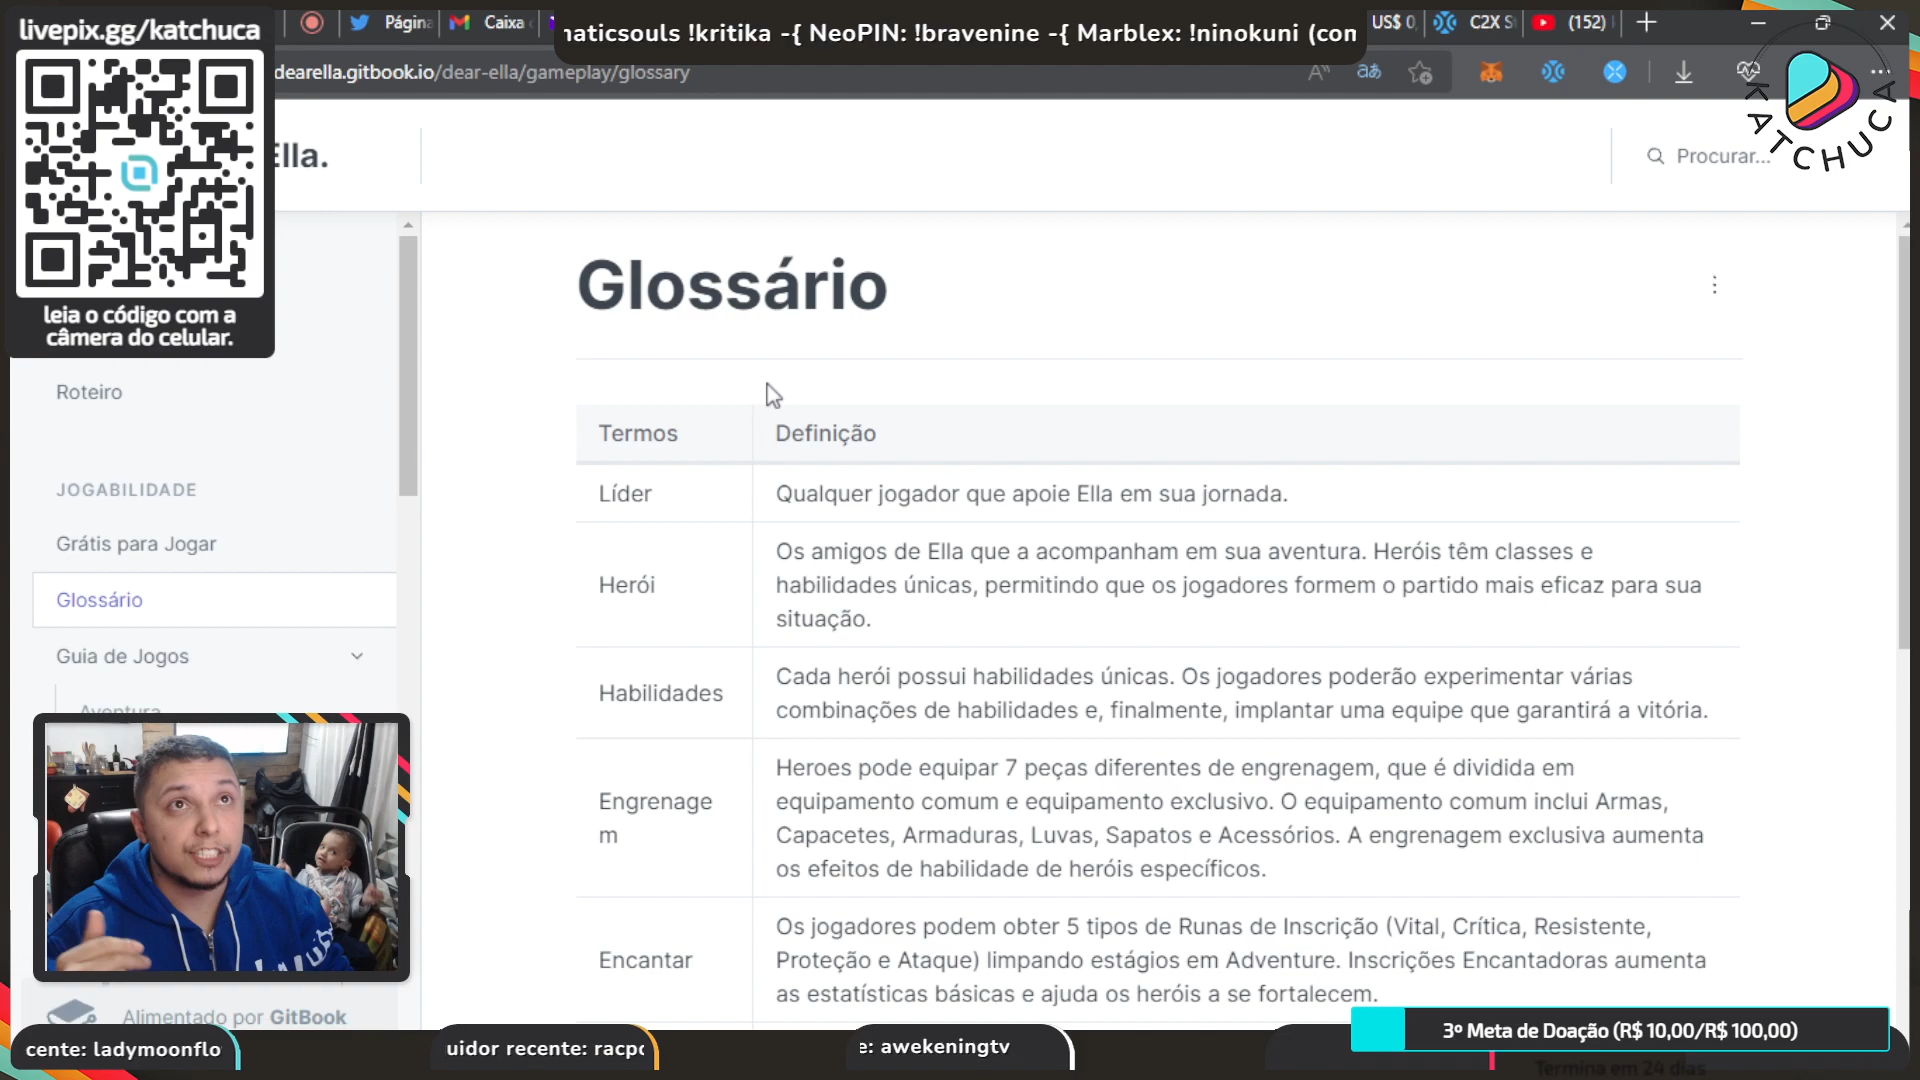 livepix.gg/katchuca
leia o código com a
câmera do celular.
Página
Caixa
naticsouls !kritika -{ NeoPIN: !bravenine -{ Marblex: !ninokuni (com
US$ 0,
C2X S
(152)
dearella.gitbook.io/dear-ella/gameplay/glossary
Ella.
Procurar...
KATCHUCA
Roteiro
JOGABILIDADE
Grátis para Jogar
Glossário
Guia de Jogos
Aventura
Alimentado por GitBook
Glossário
Termos
Definição
Líder
Qualquer jogador que apoie Ella em sua jornada.
Herói
Os amigos de Ella que a acompanham em sua aventura. Heróis têm classes e
habilidades únicas, permitindo que os jogadores formem o partido mais eficaz para sua
situação.
Habilidades
Cada herói possui habilidades únicas. Os jogadores poderão experimentar várias
combinações de habilidades e, finalmente, implantar uma equipe que garantirá a vitória.
Engrenage
m
Heroes pode equipar 7 peças diferentes de engrenagem, que é dividida em
equipamento comum e equipamento exclusivo. O equipamento comum inclui Armas,
Capacetes, Armaduras, Luvas, Sapatos e Acessórios. A engrenagem exclusiva aumenta
os efeitos de habilidade de heróis específicos.
Encantar
Os jogadores podem obter 5 tipos de Runas de Inscrição (Vital, Crítica, Resistente,
Proteção e Ataque) limpando estágios em Adventure. Inscrições Encantadoras aumenta
as estatísticas básicas e ajuda os heróis a se fortalecem.
3º Meta de Doação (R$ 10,00/R$ 100,00)
Termina em 24 dias
cente: ladymoonflo
uidor recente: racpo
e: awekeningtv